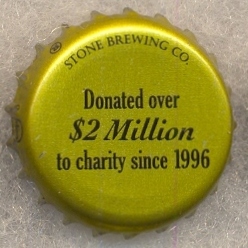 STONE BREWING CO.
Donated over
$2 Million
to charity since 1996